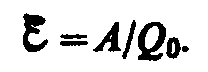 ℰ = A/Q₀.